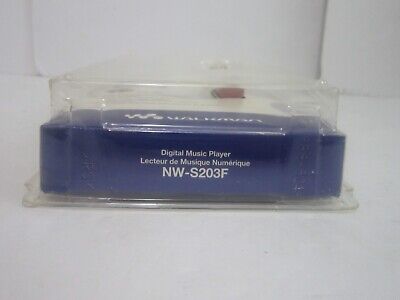 WALKMAN
Digital Music Player
Lecteur de Musique Numérique
NW-S203F